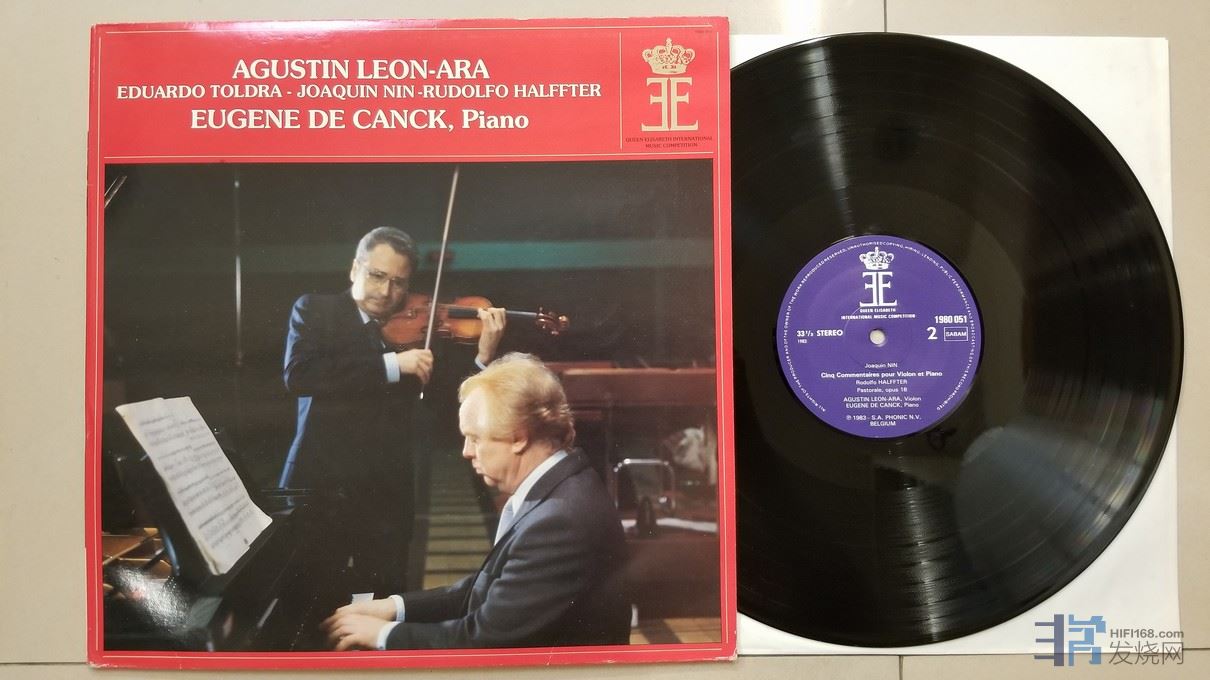 AGUSTIN LEON-ARA
EDUARDO TOLDRA - JOAQUIN NIN-RUDOLFO HALFFTER
EUGENE DE CANCK, Piano
QUEEN ELISABETH INTERNATIONAL
MUSIC COMPETITION
QUEEN ELISABETH
INTERNATIONAL MUSIC COMPETITION
1980 051
33 1/3 STEREO
2
SABAM
1983
Joaquin NIN
Cinq Commentaires pour Violon et Piano
Rodolfo HALFFTER
Pastorale, opus 18
AGUSTIN LEON-ARA, Violon
EUGENE DE CANCK, Piano
℗ 1983 - S.A. PHONIC N.V.
BELGIUM
HIFI168.com
发烧网